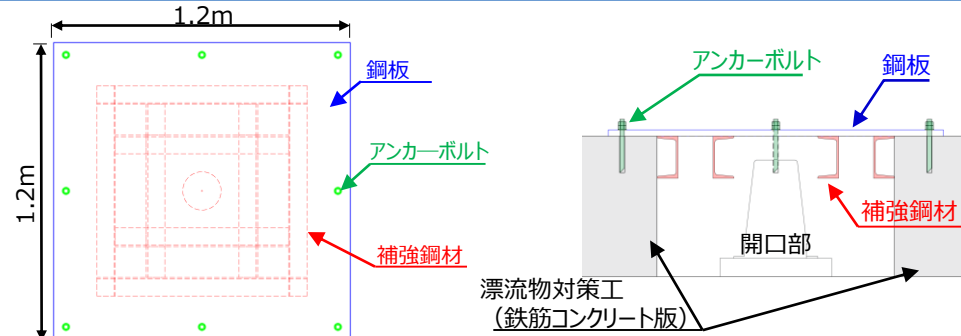 1.2m
1.2m
鋼板
アンカーボルト
補強鋼材
アンカーボルト
鋼板
補強鋼材
開口部
漂流物対策工
（鉄筋コンクリート版）